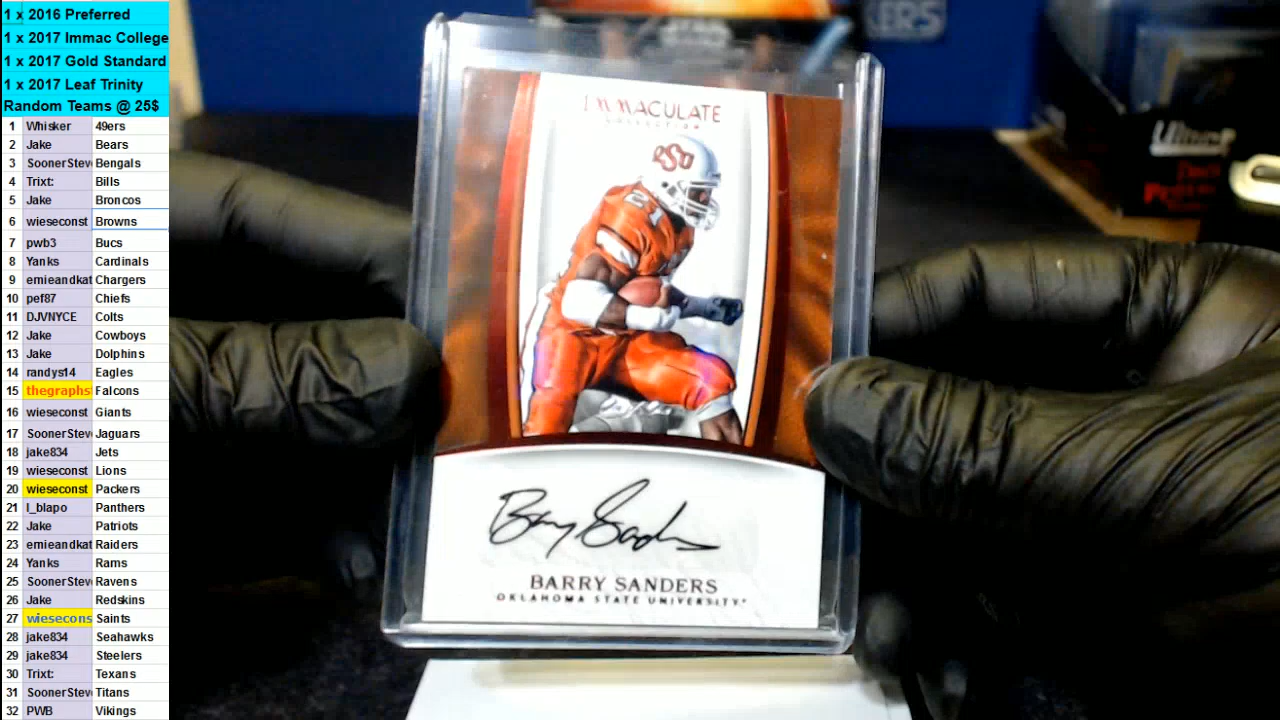 1 x 2016 Preferred
1 x 2017 Immac College
1 x 2017 Gold Standard
1 x 2017 Leaf Trinity
Random Teams @ 25$
1 Whisker 49ers
2 Jake Bears
3 SoonerStev Bengals
4 Trixt: Bills
5 Jake Broncos
6 wieseconst Browns
7 pwb3 Bucs
8 Yanks Cardinals
9 emieandkat Chargers
10 pef87 Chiefs
11 DJVNYCE Colts
12 Jake Cowboys
13 Jake Dolphins
14 randys14 Eagles
15 thegraphs Falcons
16 wieseconst Giants
17 SoonerStev Jaguars
18 jake834 Jets
19 wieseconst Lions
20 wieseconst Packers
21 l_blapo Panthers
22 Jake Patriots
23 emieandkat Raiders
24 Yanks Rams
25 SoonerStev Ravens
26 Jake Redskins
27 wiesecons Saints
28 jake834 Seahawks
29 jake834 Steelers
30 Trixt: Texans
31 SoonerStev Titans
32 PWB Vikings
KERS
IMMACULATE
COLLECTION
OSU
21
Barry Sanders
BARRY SANDERS
OKLAHOMA STATE UNIVERSITY